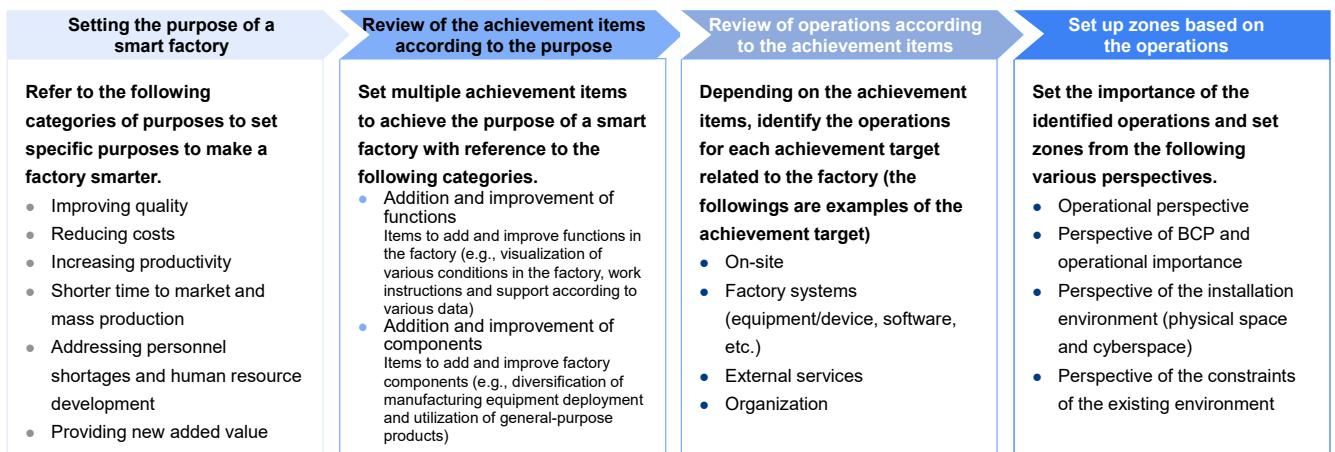 Setting the purpose of a
smart factory
Review of the achievement items
according to the purpose
Review of operations according
to the achievement items
Set up zones based on
the operations
Refer to the following
categories of purposes to set
specific purposes to make a
factory smarter.
● Improving quality
● Reducing costs
● Increasing productivity
● Shorter time to market and
mass production
● Addressing personnel
shortages and human resource
development
● Providing new added value
Set multiple achievement items
to achieve the purpose of a smart
factory with reference to the
following categories.
● Addition and improvement of
functions
Items to add and improve functions in
the factory (e.g., visualization of
various conditions in the factory, work
instructions and support according to
various data)
● Addition and improvement of
components
Items to add and improve factory
components (e.g., diversification of
manufacturing equipment deployment
and utilization of general-purpose
products)
Depending on the achievement
items, identify the operations
for each achievement target
related to the factory (the
followings are examples of the
achievement target)
● On-site
● Factory systems
(equipment/device, software,
etc.)
● External services
● Organization
Set the importance of the
identified operations and set
zones from the following
various perspectives.
● Operational perspective
● Perspective of BCP and
operational importance
● Perspective of the installation
environment (physical space
and cyberspace)
● Perspective of the constraints
of the existing environment